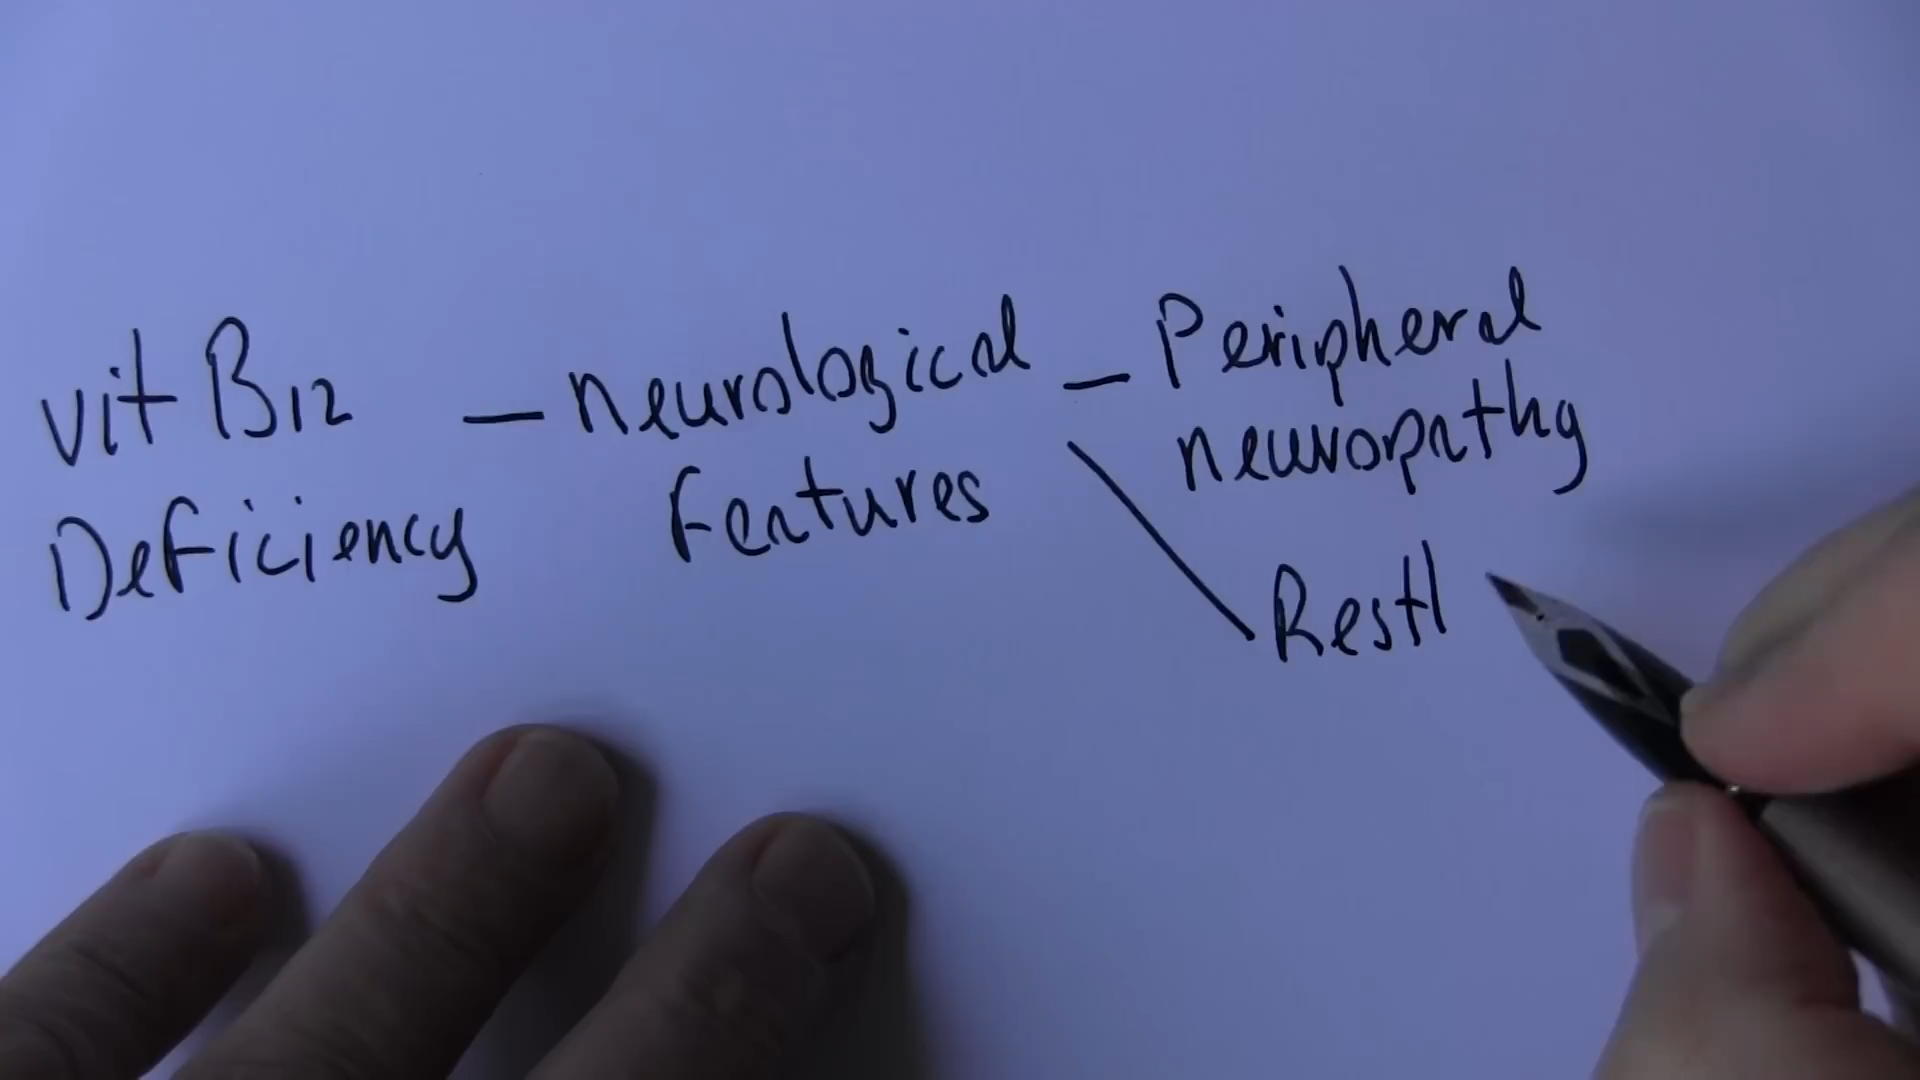 vit B12
Deficiency
- neurological
features
- Peripheral
neuropathy
Restl